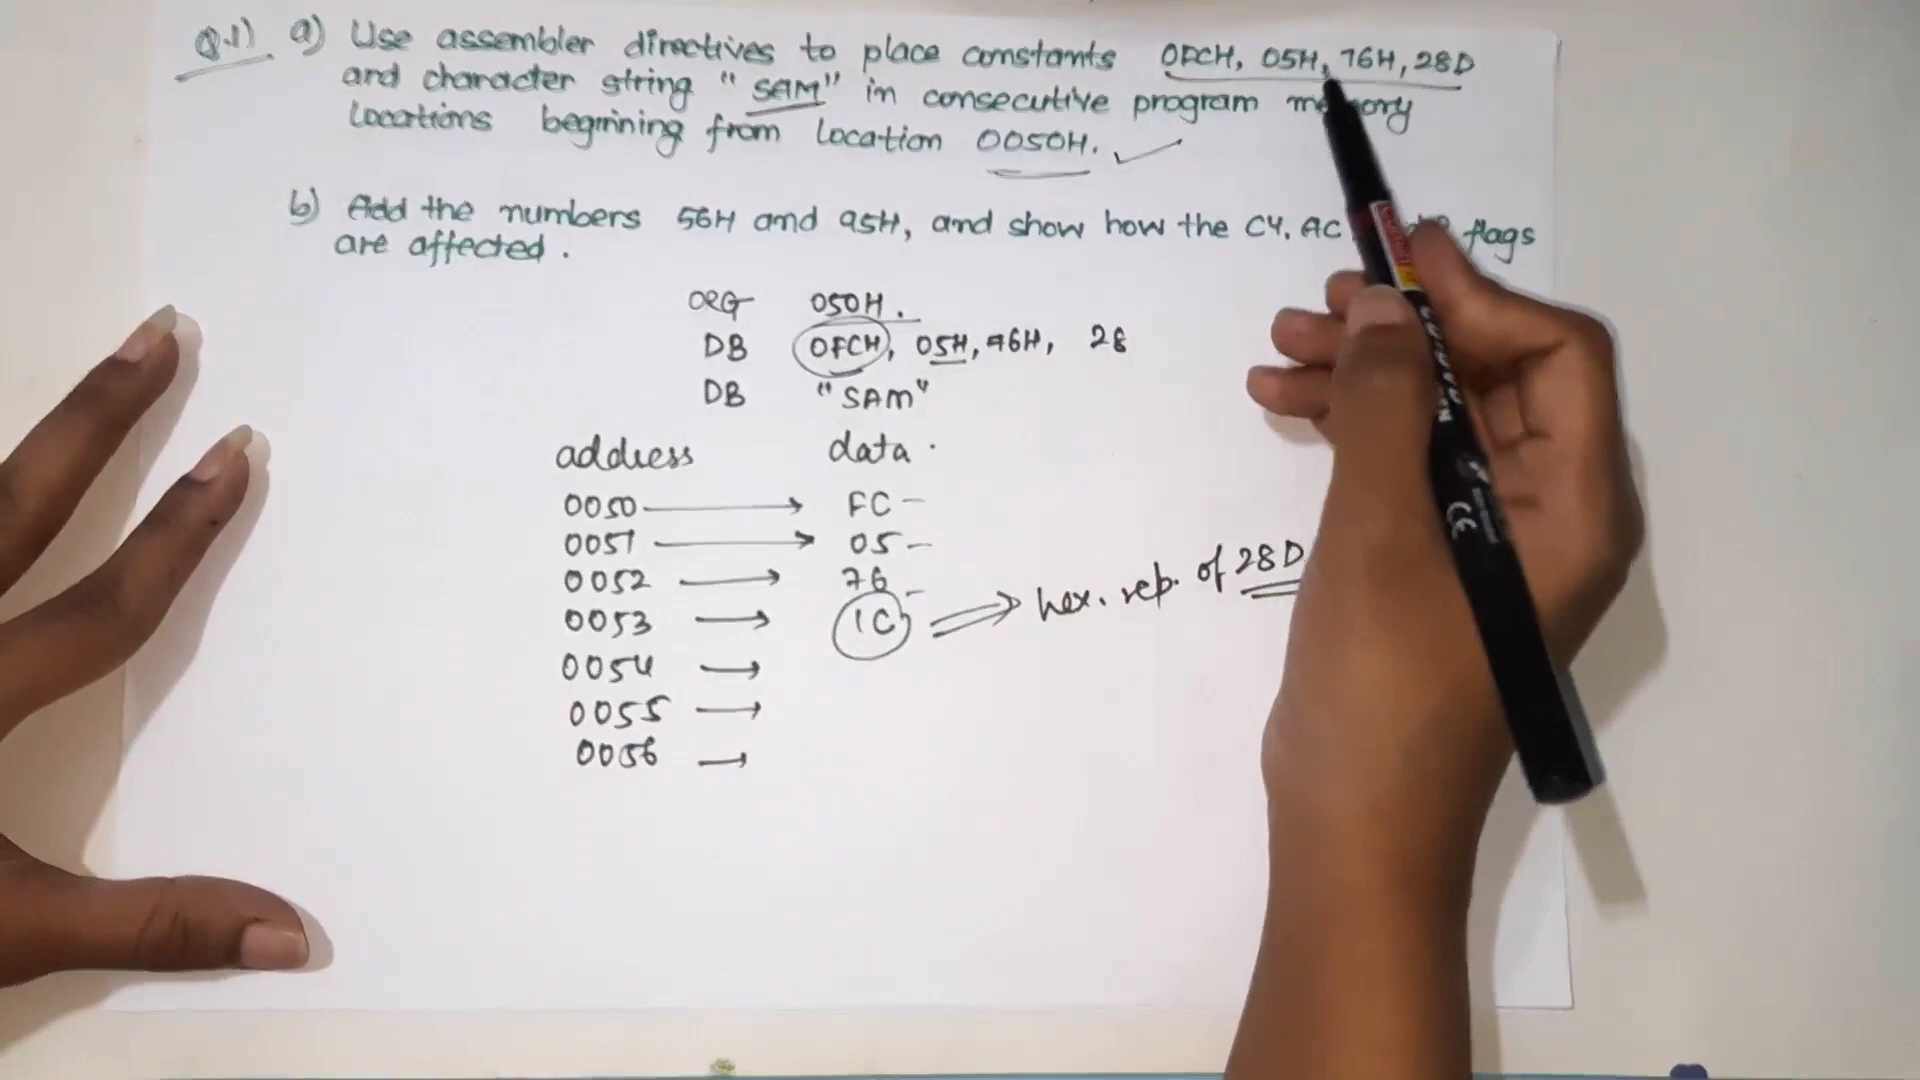 Q.1) a) Use assembler directives to place constants 0FCH, 05H, 76H, 28D
and character string "SAM" in consecutive program memory
locations beginning from location 0050H.
b) Add the numbers 56H and 95H, and show how the CY, AC flags
are affected.
ORG 050H.
DB 0FCH, 05H, 76H, 28
DB "SAM"
address data.
0050 → FC -
0051 → 05 -
0052 → 76 -
0053 → 1C ⇒ hex. rep. of 28D
0054 →
0055 →
0056 →
CE